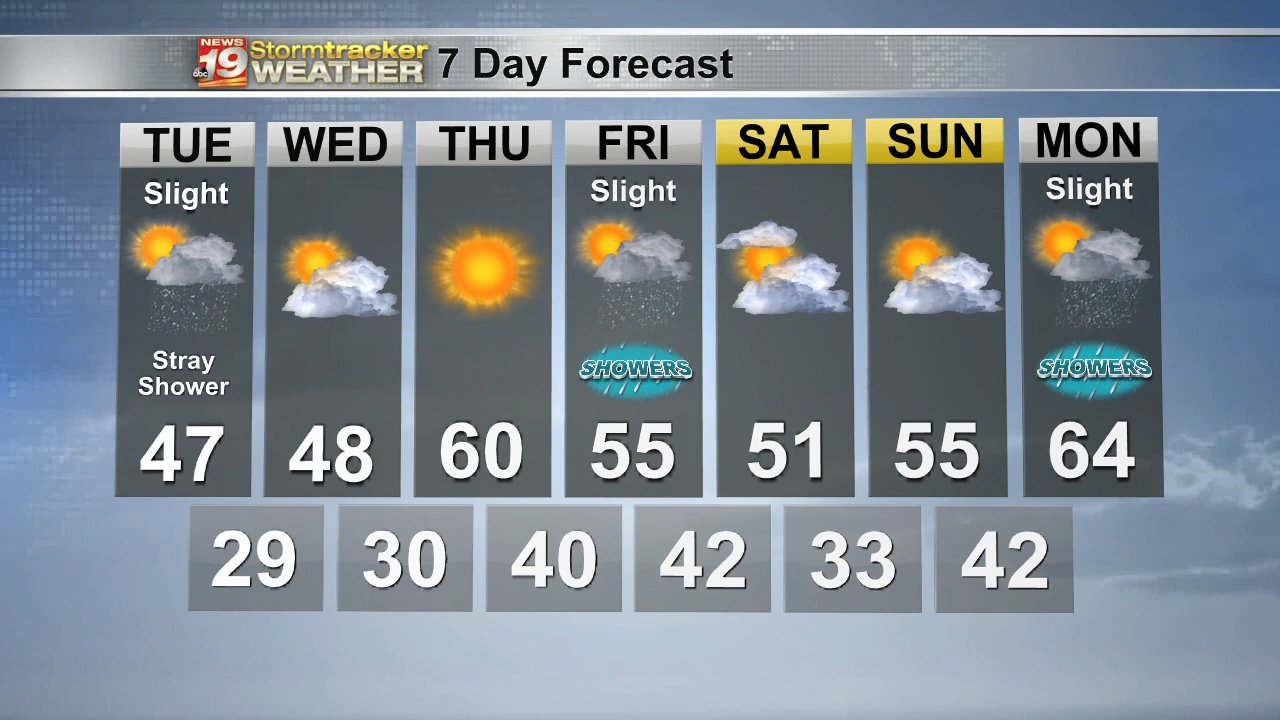 NEWS
abc 19
Stormtracker
WEATHER
7 Day Forecast
TUE WED THU FRI SAT SUN MON
Slight Slight Slight
Stray
Shower
SHOWERS SHOWERS
47 48 60 55 51 55 64
29 30 40 42 33 42